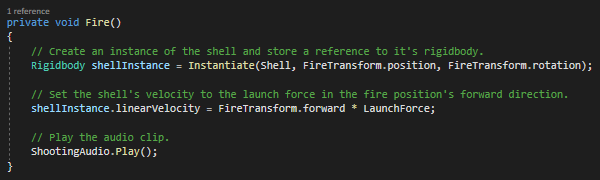 1 reference
private void Fire()
{
// Create an instance of the shell and store a reference to it's rigidbody.
Rigidbody shellInstance = Instantiate(Shell, FireTransform.position, FireTransform.rotation);
// Set the shell's velocity to the launch force in the fire position's forward direction.
shellInstance.linearVelocity = FireTransform.forward * LaunchForce;
// Play the audio clip.
ShootingAudio.Play();
}